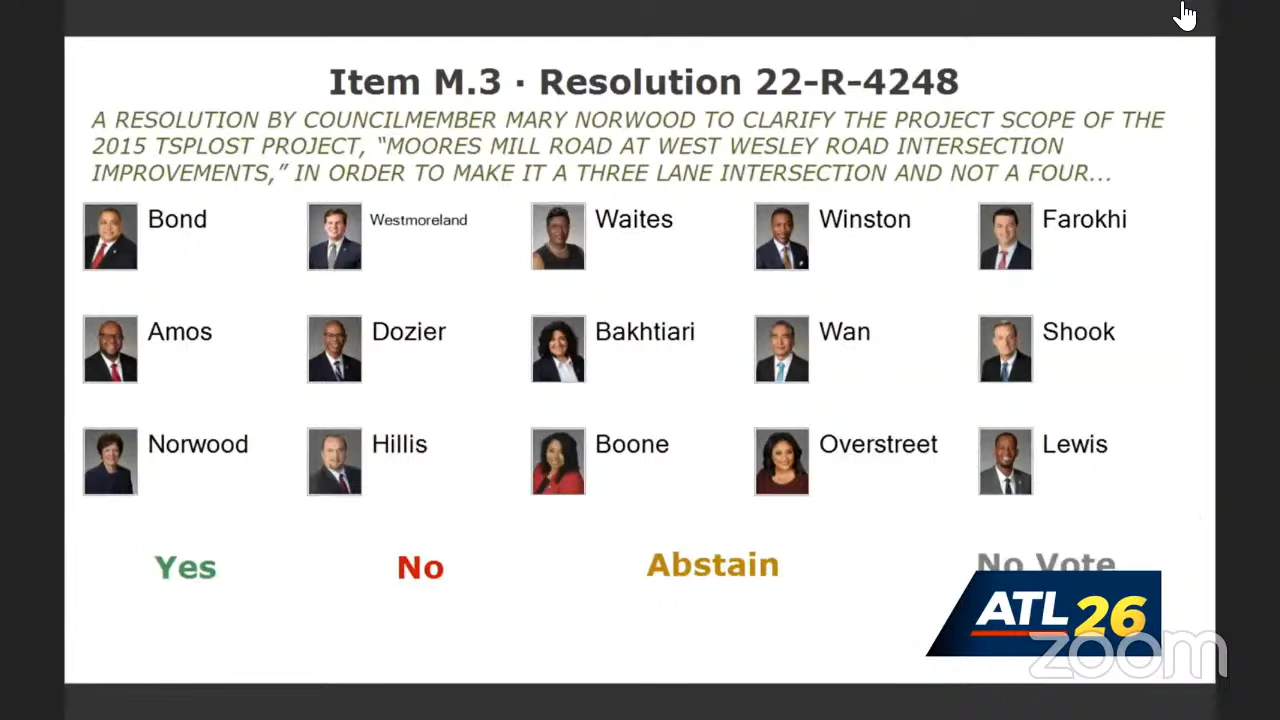 Item M.3 · Resolution 22-R-4248
A RESOLUTION BY COUNCILMEMBER MARY NORWOOD TO CLARIFY THE PROJECT SCOPE OF THE
2015 TSPLOST PROJECT, “MOORES MILL ROAD AT WEST WESLEY ROAD INTERSECTION
IMPROVEMENTS,” IN ORDER TO MAKE IT A THREE LANE INTERSECTION AND NOT A FOUR...
Bond Westmoreland Waites Winston Farokhi
Amos Dozier Bakhtiari Wan Shook
Norwood Hillis Boone Overstreet Lewis
Yes No Abstain No Vote
ATL 26
zoom